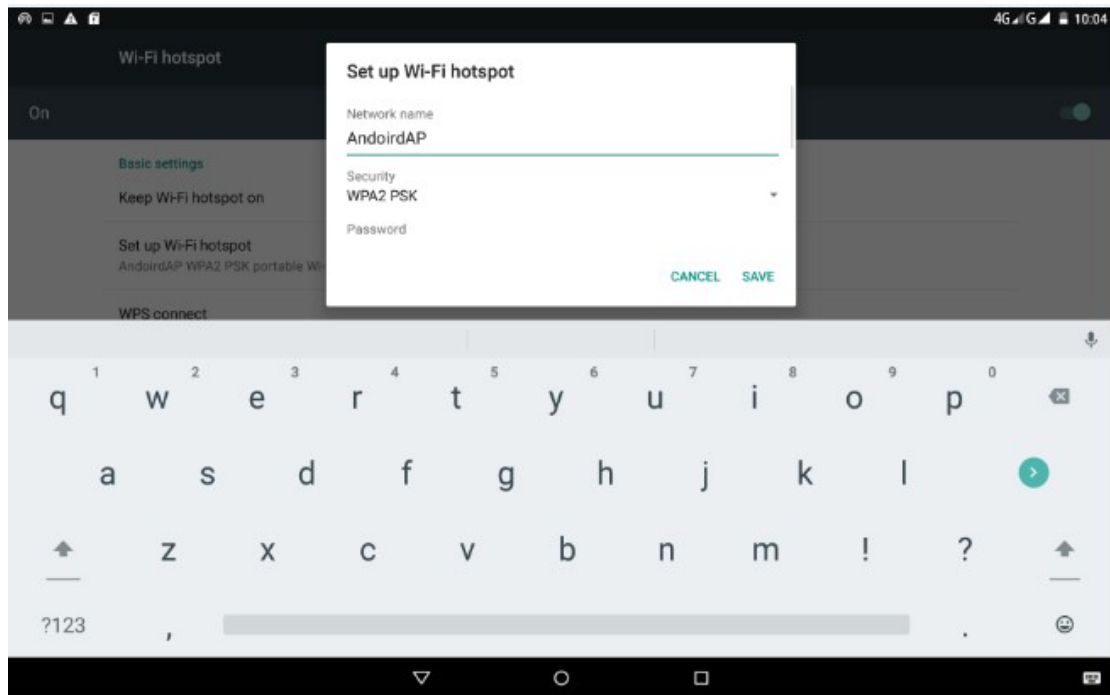 4G G 10:04
Wi-Fi hotspot
On
Basic settings
Keep Wi-Fi hotspot on
Set up Wi-Fi hotspot
AndoirdAP WPA2 PSK portable Wi-
WPS connect
Set up Wi-Fi hotspot
Network name
AndoirdAP
Security
WPA2 PSK
Password
CANCEL SAVE
1 2 3 4 5 6 7 8 9 0
q w e r t y u i o p
a s d f g h j k l
z x c v b n m ! ?
?123 , .